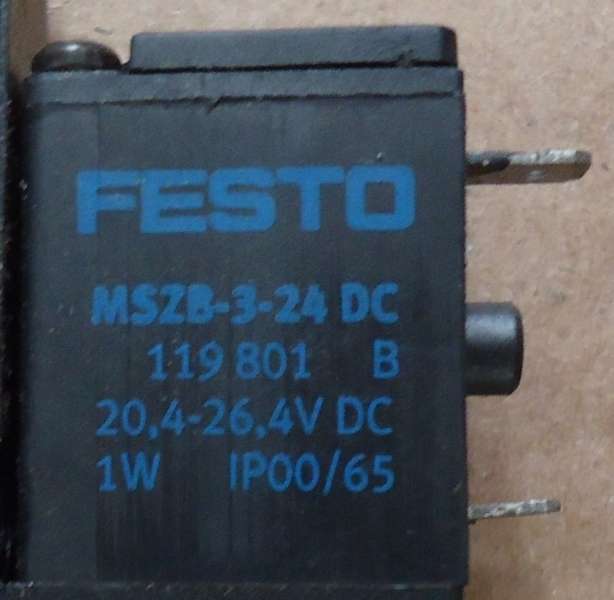 FESTO
MSZB-3-24 DC
119 801 B
20,4-26,4V DC
1W IP00/65